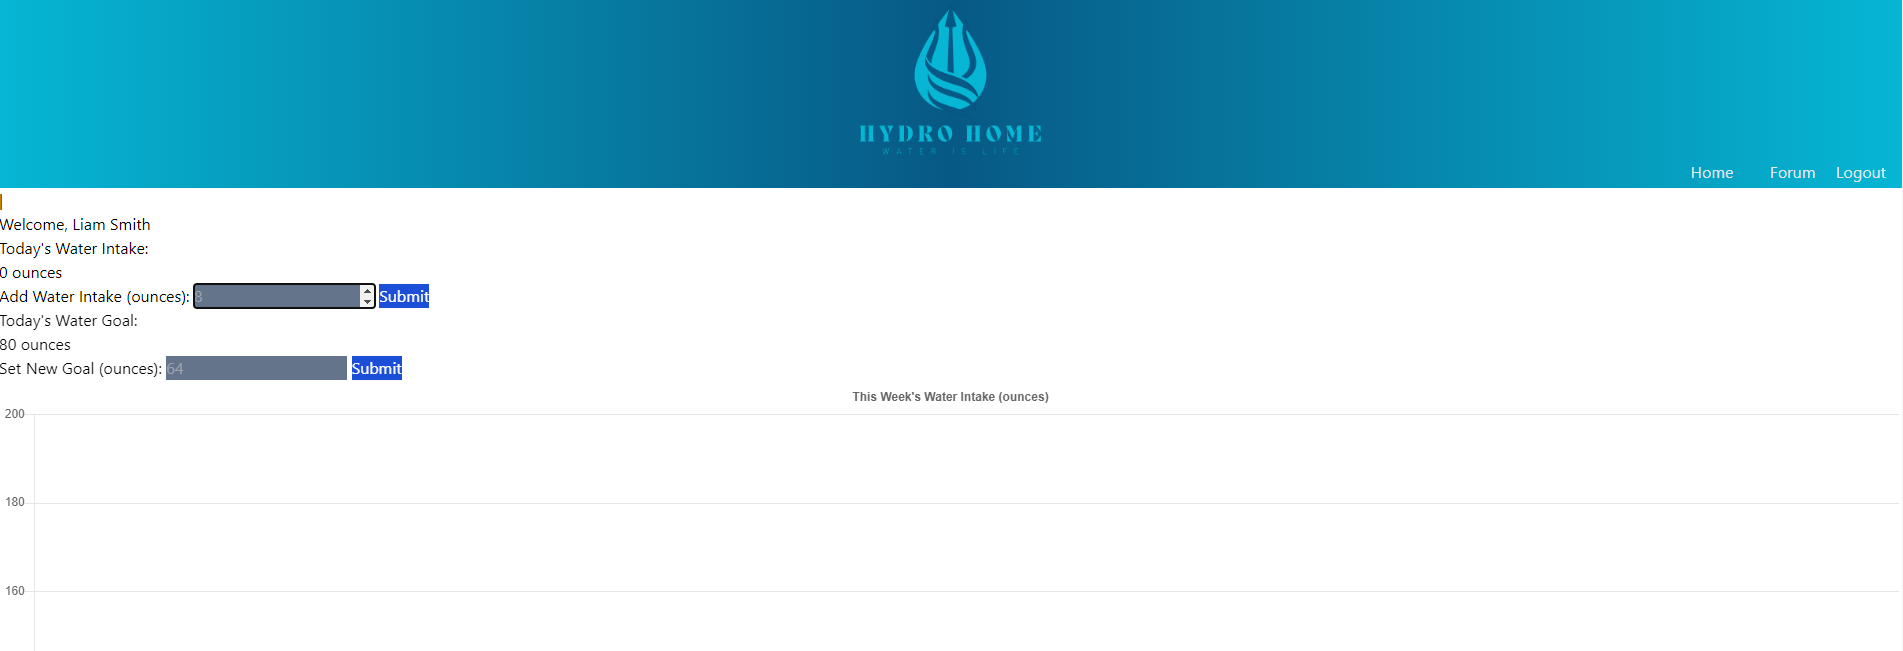 HYDRO HOME
WATER IS LIFE
Home Forum Logout
Welcome, Liam Smith
Today's Water Intake:
0 ounces
Add Water Intake (ounces): 8 Submit
Today's Water Goal:
80 ounces
Set New Goal (ounces): 64 Submit
This Week's Water Intake (ounces)
200
180
160